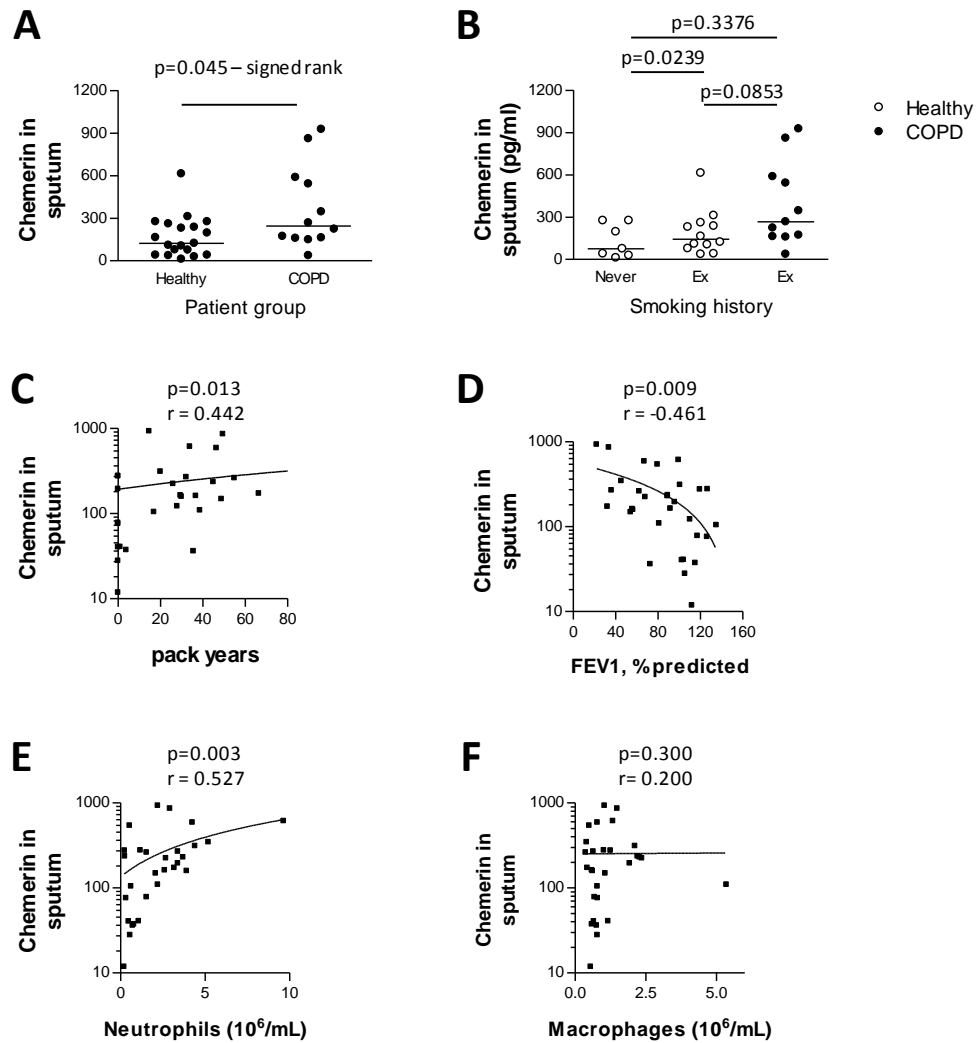 A
p=0.045 – signed rank
Chemerin in
sputum
1200
900
600
300
0
Healthy
COPD
Patient group
B
p=0.3376
p=0.0239
p=0.0853
Chemerin in
sputum (pg/ml)
1200
900
600
300
0
Never
Ex
Ex
Smoking history
Healthy
COPD
C
p=0.013
r = 0.442
Chemerin in
sputum
1000
100
10
0
20
40
60
80
pack years
D
p=0.009
r = -0.461
Chemerin in
sputum
1000
100
10
0
40
80
120
160
FEV1, %predicted
E
p=0.003
r = 0.527
Chemerin in
sputum
1000
100
10
0
5
10
Neutrophils (10⁶/mL)
F
p=0.300
r= 0.200
Chemerin in
sputum
1000
100
10
0.0
2.5
5.0
Macrophages (10⁶/mL)